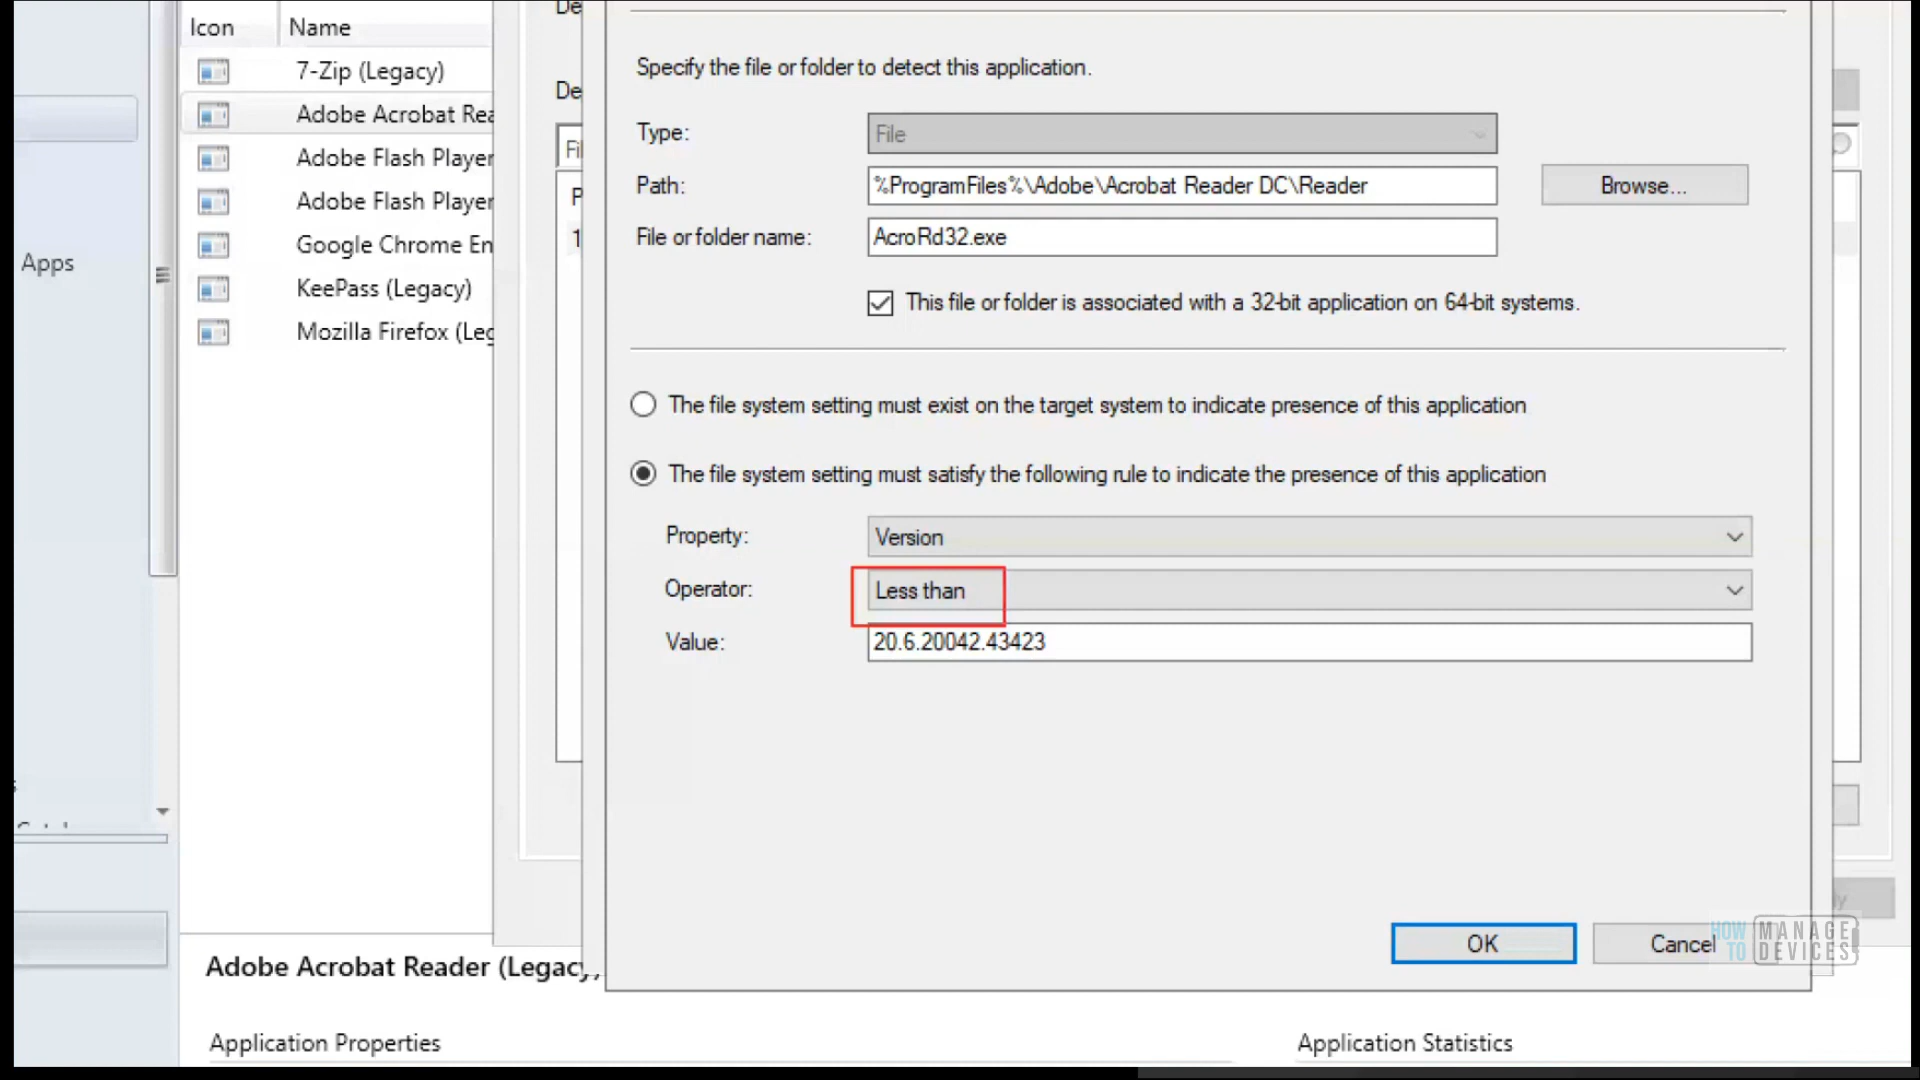 Icon
Name
7-Zip (Legacy)
Adobe Acrobat Rea
Adobe Flash Player
Adobe Flash Player
Google Chrome En
KeePass (Legacy)
Mozilla Firefox (Leg
Apps
De
De
Fil
P
1
Specify the file or folder to detect this application.
Type:
File
Path:
%ProgramFiles%\Adobe\Acrobat Reader DC\Reader
Browse...
File or folder name:
AcroRd32.exe
This file or folder is associated with a 32-bit application on 64-bit systems.
The file system setting must exist on the target system to indicate presence of this application
The file system setting must satisfy the following rule to indicate the presence of this application
Property:
Version
Operator:
Less than
Value:
20.6.20042.43423
OK
Cancel
HOW TO MANAGE DEVICES
Adobe Acrobat Reader (Legacy)
Application Properties
Application Statistics